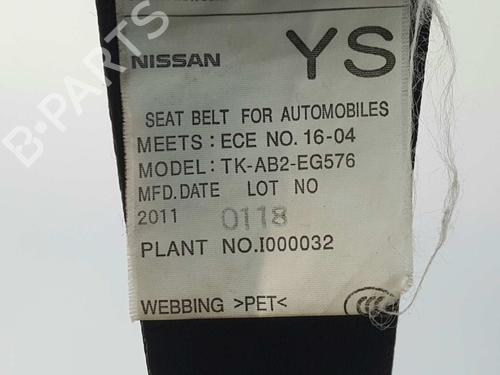 NISSAN YS
SEAT BELT FOR AUTOMOBILES
MEETS: ECE NO. 16-04
MODEL: TK-AB2-EG576
MFD.DATE LOT NO
2011 0118
PLANT NO.I000032
WEBBING >PET<
CCC
B-PARTS